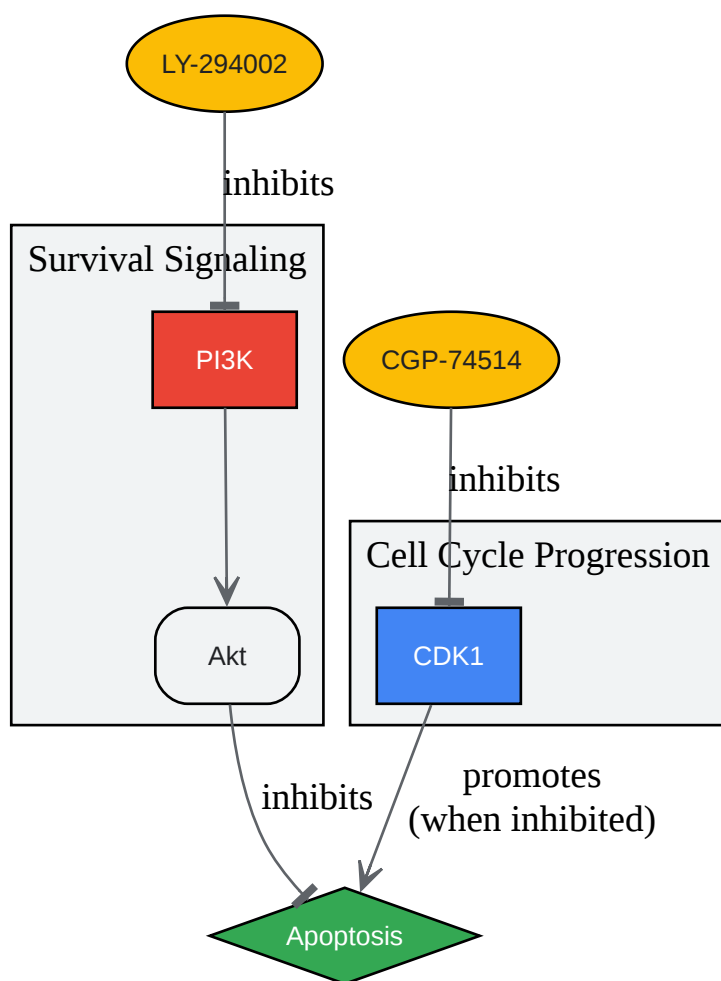 LY-294002
inhibits
Survival Signaling
PI3K
CGP-74514
inhibits
Cell Cycle Progression
Akt
CDK1
inhibits
promotes
(when inhibited)
Apoptosis